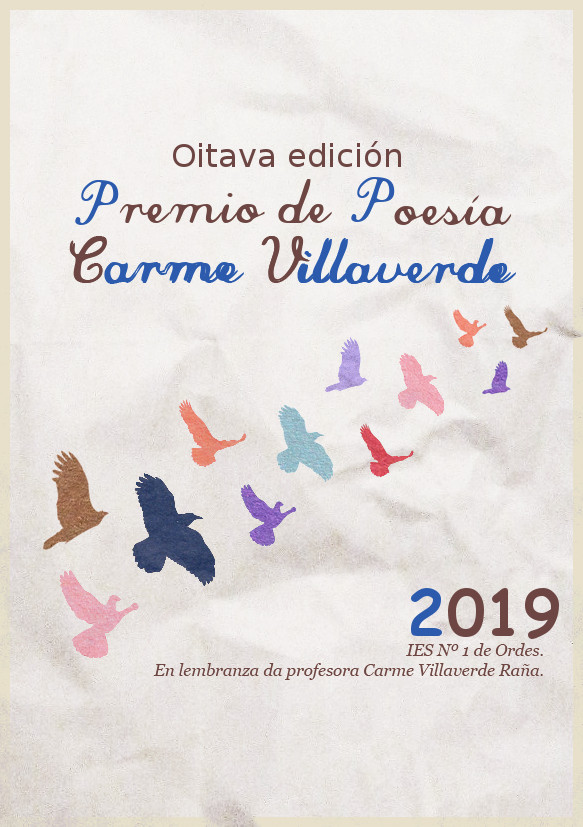 Oitava edición
Premio de Poesía
Carme Villaverde
2019
IES Nº 1 de Ordes.
En lembranza da profesora Carme Villaverde Raña.